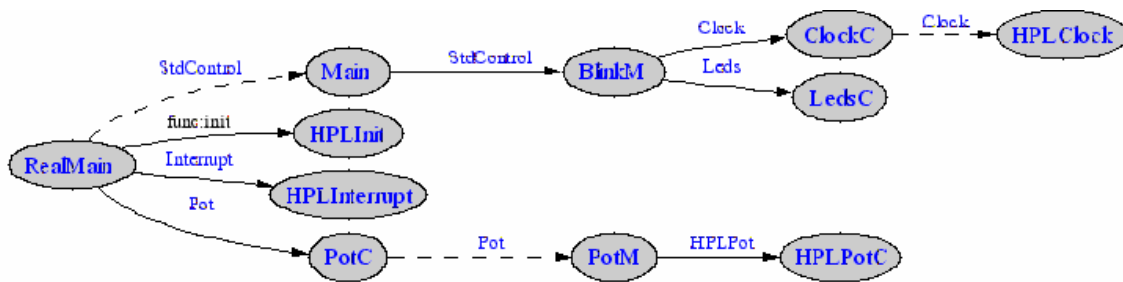 Clock
Clock
ClockC
HPLClock
StdControl
Main
StdControl
BlinkM
Leds
LedsC
func:init
HPLInit
RealMain
Interrupt
HPLInterrupt
Pot
PotC
Pot
PotM
HPLPot
HPLPotC